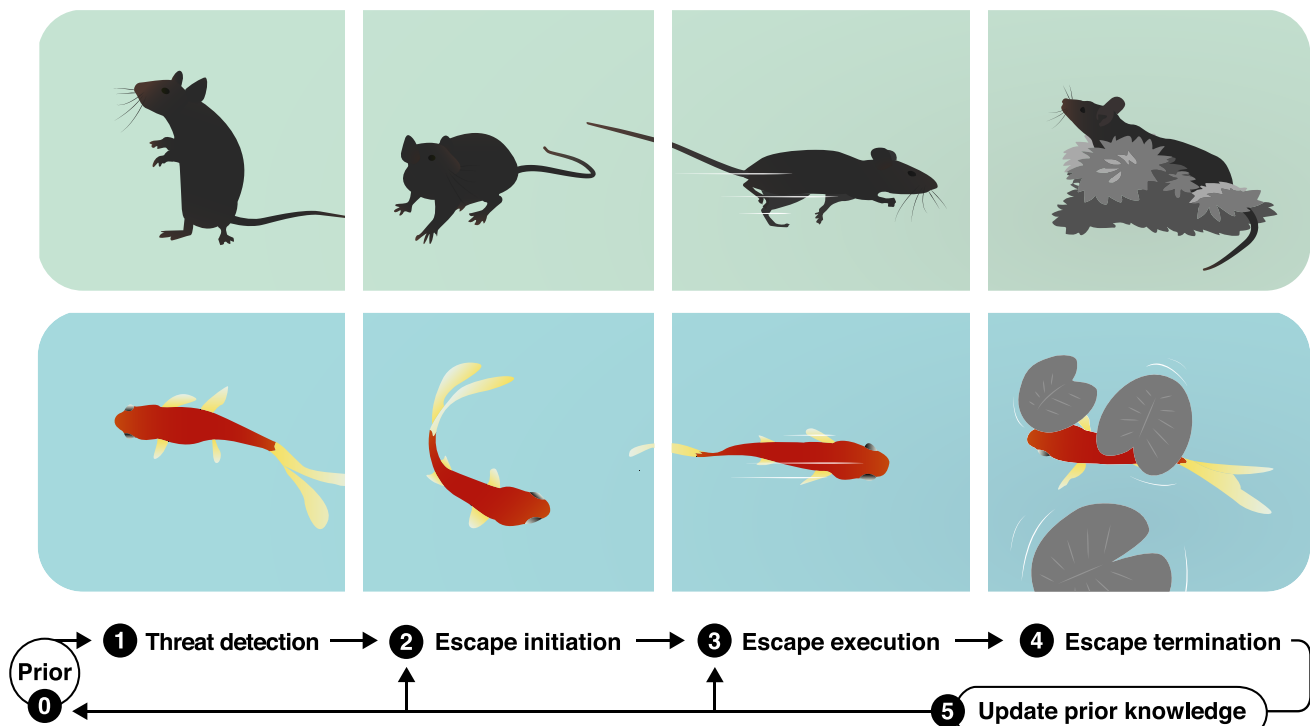 1 Threat detection
2 Escape initiation
3 Escape execution
4 Escape termination
Prior
0
5 Update prior knowledge